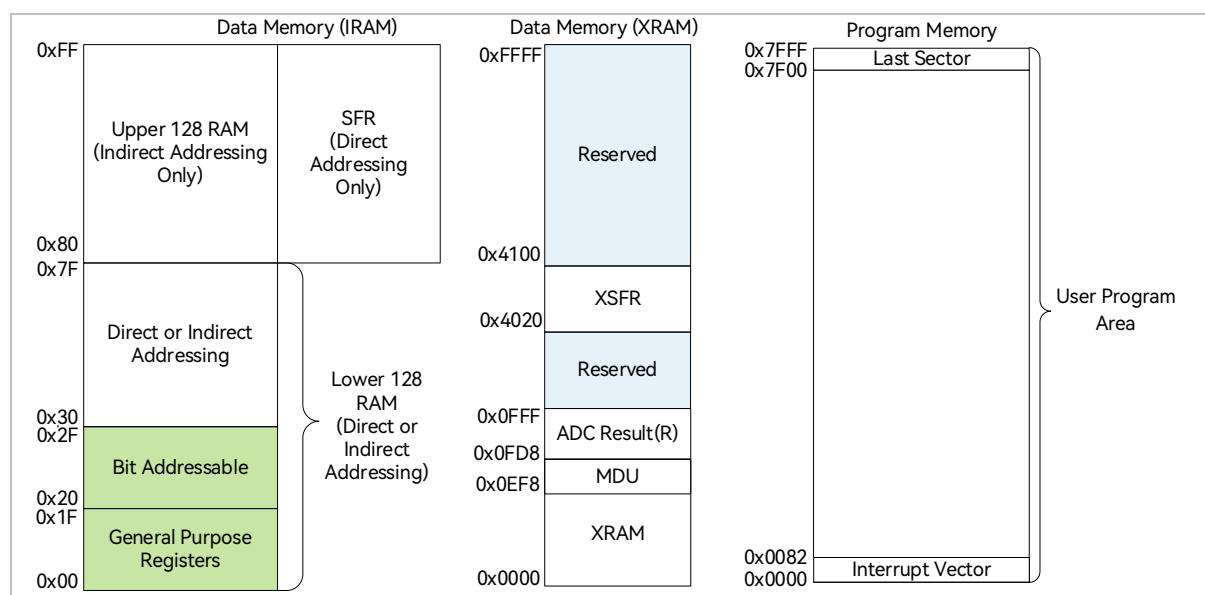 Data Memory (IRAM)
0xFF
Upper 128 RAM
(Indirect Addressing
Only)
SFR
(Direct
Addressing
Only)
0x80
0x7F
Direct or Indirect
Addressing
0x30
0x2F
Bit Addressable
0x20
0x1F
General Purpose
Registers
0x00
Lower 128
RAM
(Direct or
Indirect
Addressing)
Data Memory (XRAM)
0xFFFF
Reserved
0x4100
XSFR
0x4020
Reserved
0x0FFF
ADC Result(R)
0x0FD8
MDU
0x0EF8
XRAM
0x0000
Program Memory
0x7FFF
Last Sector
0x7F00
User Program
Area
0x0082
Interrupt Vector
0x0000